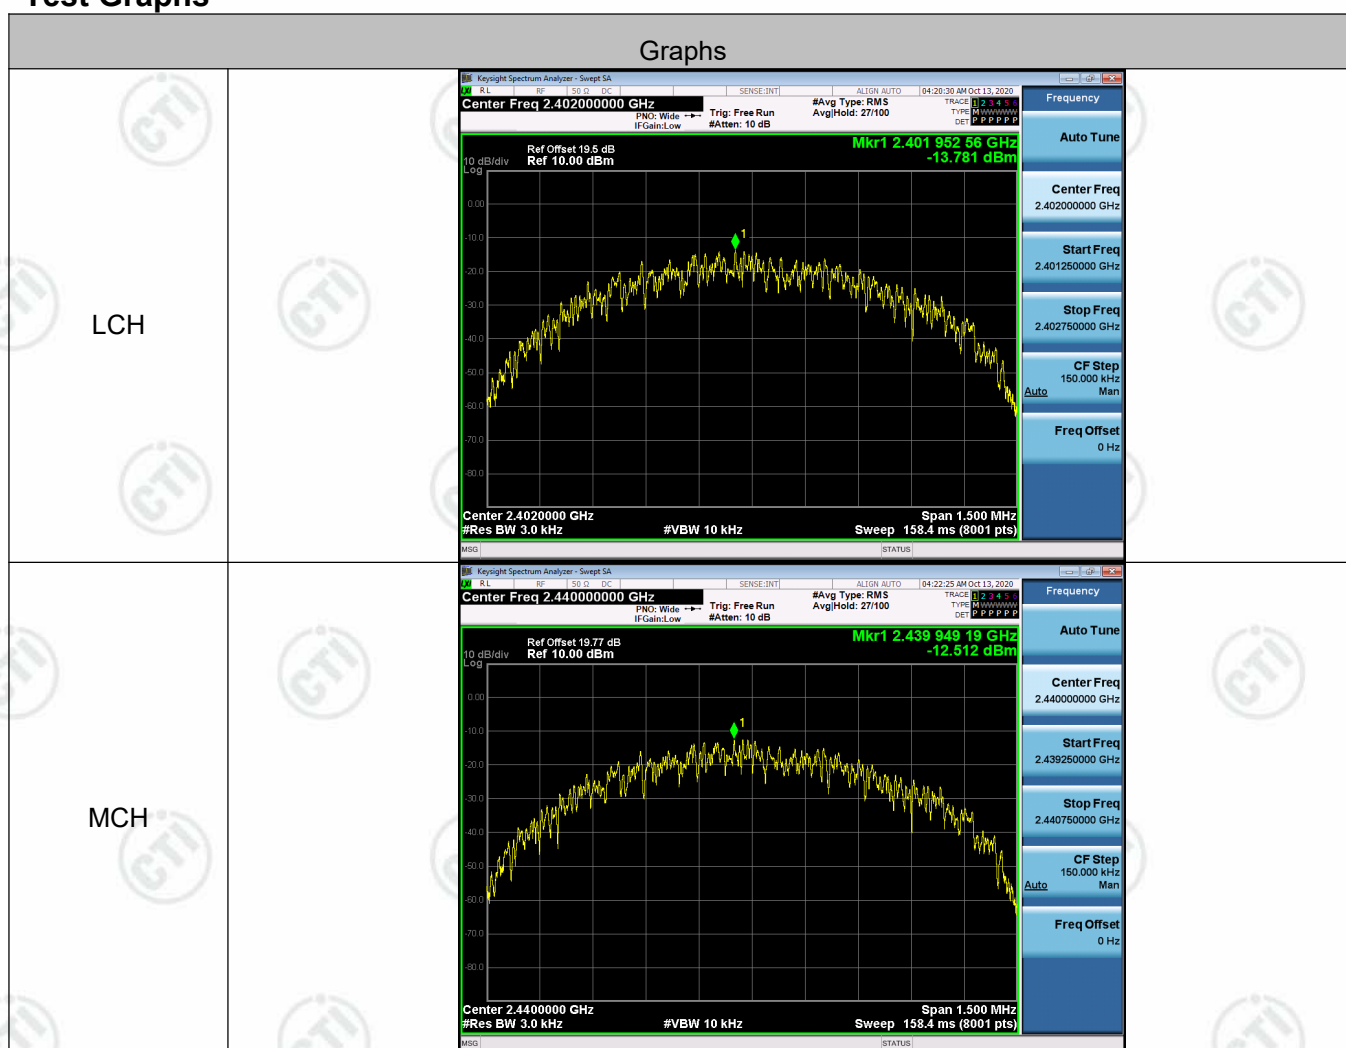 Test Graphs
Graphs
LCH
Keysight Spectrum Analyzer - Swept SA
LXI RL RF 50 Ω DC SENSE:INT ALIGN AUTO 04:20:30 AM Oct 13, 2020
Center Freq 2.402000000 GHz
PNO: Wide
IFGain:Low
Trig: Free Run
#Atten: 10 dB
#Avg Type: RMS
Avg|Hold: 27/100
TRACE 1 2 3 4 5 6
TYPE M WWWWW
DET P P P P P P
Mkr1 2.401 952 56 GHz
-13.781 dBm
Ref Offset 19.5 dB
10 dB/div Ref 10.00 dBm
Log
0.00
-10.0
-20.0
-30.0
-40.0
-50.0
-60.0
-70.0
-80.0
1
Center 2.4020000 GHz Span 1.500 MHz
#Res BW 3.0 kHz #VBW 10 kHz Sweep 158.4 ms (8001 pts)
MSG STATUS
Frequency
Auto Tune
Center Freq
2.402000000 GHz
Start Freq
2.401250000 GHz
Stop Freq
2.402750000 GHz
CF Step
150.000 kHz
Auto Man
Freq Offset
0 Hz
MCH
Keysight Spectrum Analyzer - Swept SA
LXI RL RF 50 Ω DC SENSE:INT ALIGN AUTO 04:22:25 AM Oct 13, 2020
Center Freq 2.440000000 GHz
PNO: Wide
IFGain:Low
Trig: Free Run
#Atten: 10 dB
#Avg Type: RMS
Avg|Hold: 27/100
TRACE 1 2 3 4 5 6
TYPE M WWWWW
DET P P P P P P
Mkr1 2.439 949 19 GHz
-12.512 dBm
Ref Offset 19.77 dB
10 dB/div Ref 10.00 dBm
Log
0.00
-10.0
-20.0
-30.0
-40.0
-50.0
-60.0
-70.0
-80.0
1
Center 2.4400000 GHz Span 1.500 MHz
#Res BW 3.0 kHz #VBW 10 kHz Sweep 158.4 ms (8001 pts)
MSG STATUS
Frequency
Auto Tune
Center Freq
2.440000000 GHz
Start Freq
2.439250000 GHz
Stop Freq
2.440750000 GHz
CF Step
150.000 kHz
Auto Man
Freq Offset
0 Hz
CTI